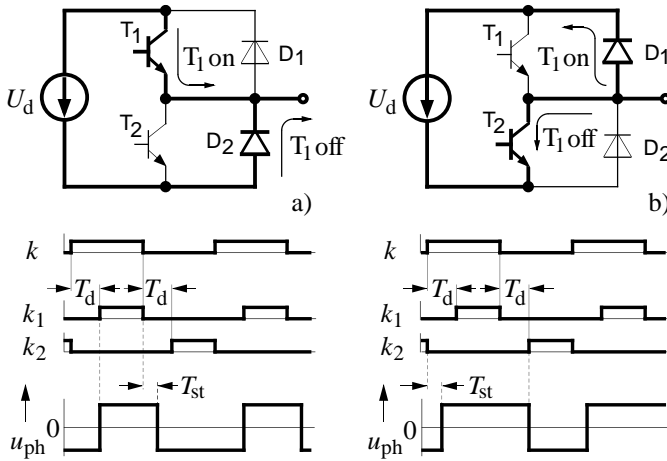 T1
T1 on
D1
Ud
T2
D2
T1 off
a)
T1
T1 on
D1
Ud
T2
T1 off
D2
b)
k
Td
Td
k1
k2
Tst
0
uph
k
Td
Td
k1
k2
Tst
0
uph